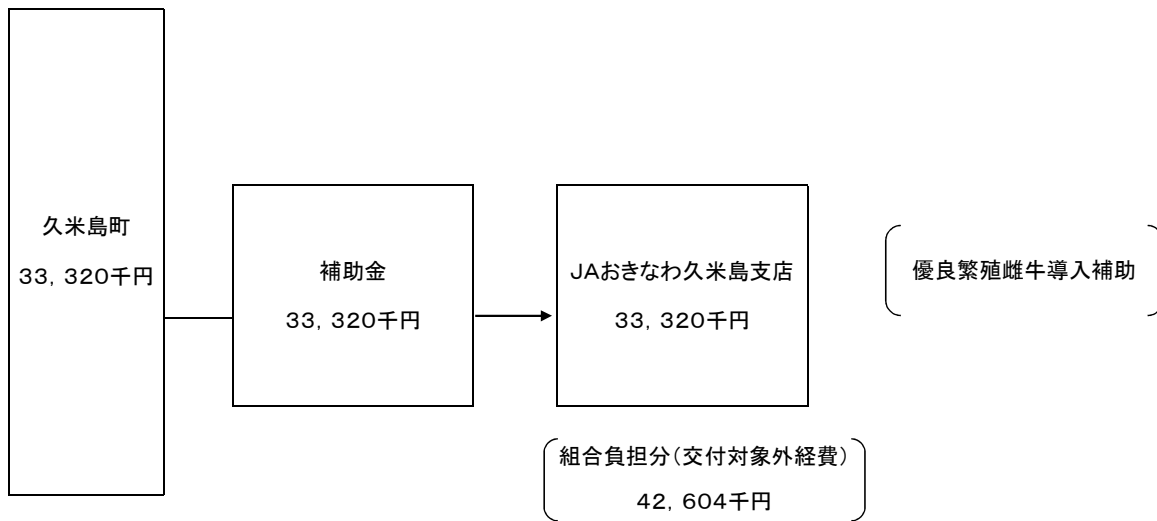 久米島町
33,320千円
補助金
33,320千円
JAおきなわ久米島支店
33,320千円
優良繁殖雌牛導入補助
組合負担分(交付対象外経費)
42,604千円